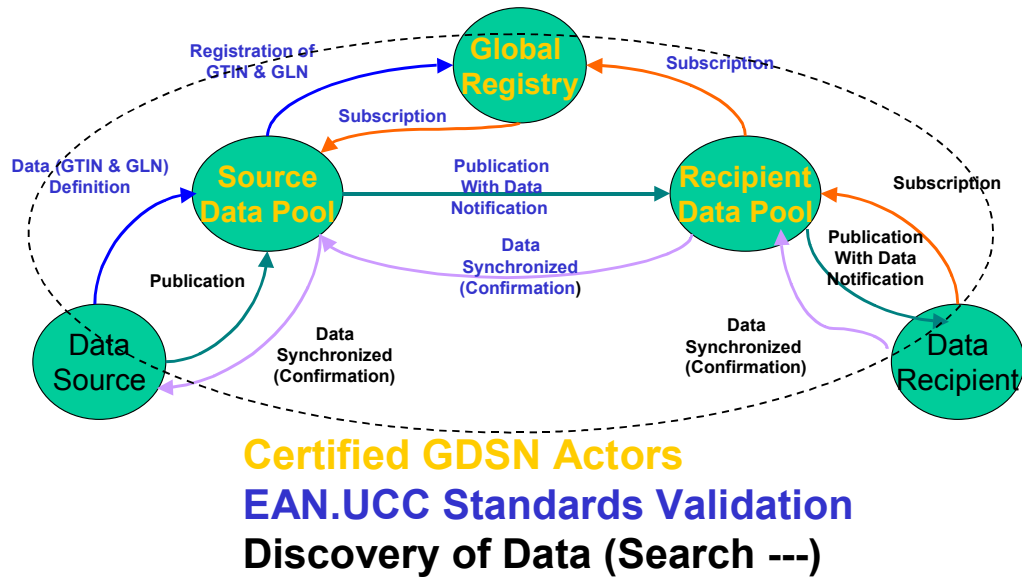 Registration of
GTIN & GLN
Global
Registry
Subscription
Subscription
Data (GTIN & GLN)
Definition
Source
Data Pool
Publication
With Data
Notification
Recipient
Data Pool
Subscription
Publication
Data
Synchronized
(Confirmation)
Publication
With Data
Notification
Data
Source
Data
Synchronized
(Confirmation)
Data
Synchronized
(Confirmation)
Data
Recipient
Certified GDSN Actors
EAN.UCC Standards Validation
Discovery of Data (Search ---)